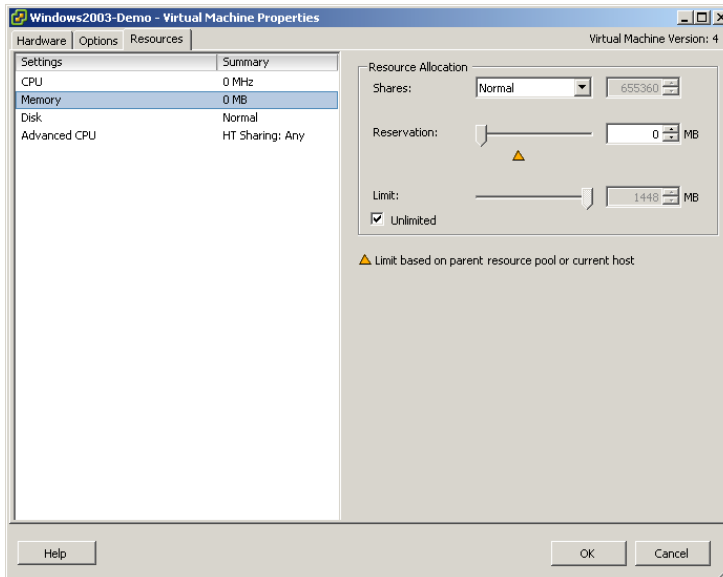 Windows2003-Demo - Virtual Machine Properties
Hardware Options Resources Virtual Machine Version: 4
Settings Summary
CPU 0 MHz
Memory 0 MB
Disk Normal
Advanced CPU HT Sharing: Any
Resource Allocation
Shares: Normal 655360
Reservation: 0 MB
Limit: 1448 MB
Unlimited
Limit based on parent resource pool or current host
Help OK Cancel